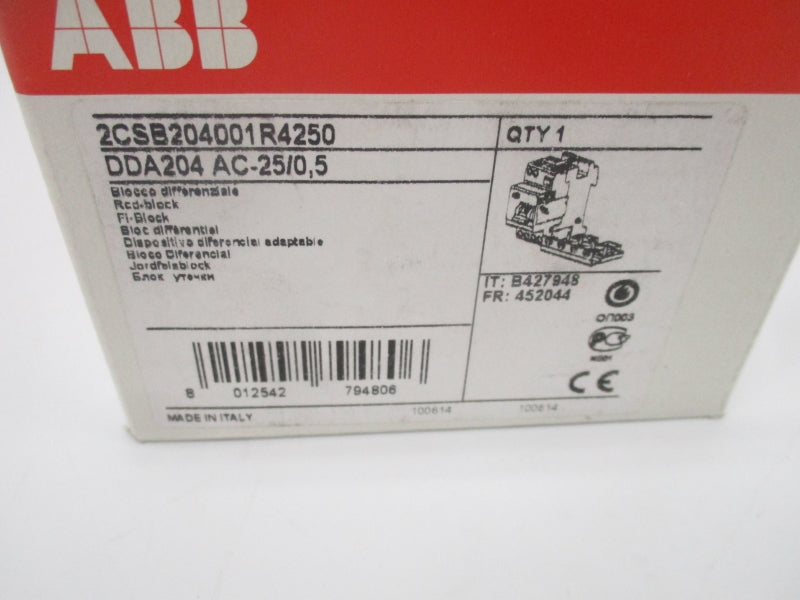 ABB
2CSB204001R4250
QTY 1
DDA204 AC-25/0,5
Blocco differenziale
Rcd-block
FI-Block
Bloc différentiel
Dispositivo diferencial adaptable
Bloco Diferencial
Jordfelsblock
Блок утечки
IT: B427948
FR: 452044
ОП003
PC
CE
8 012542 794806
MADE IN ITALY
100614 100614